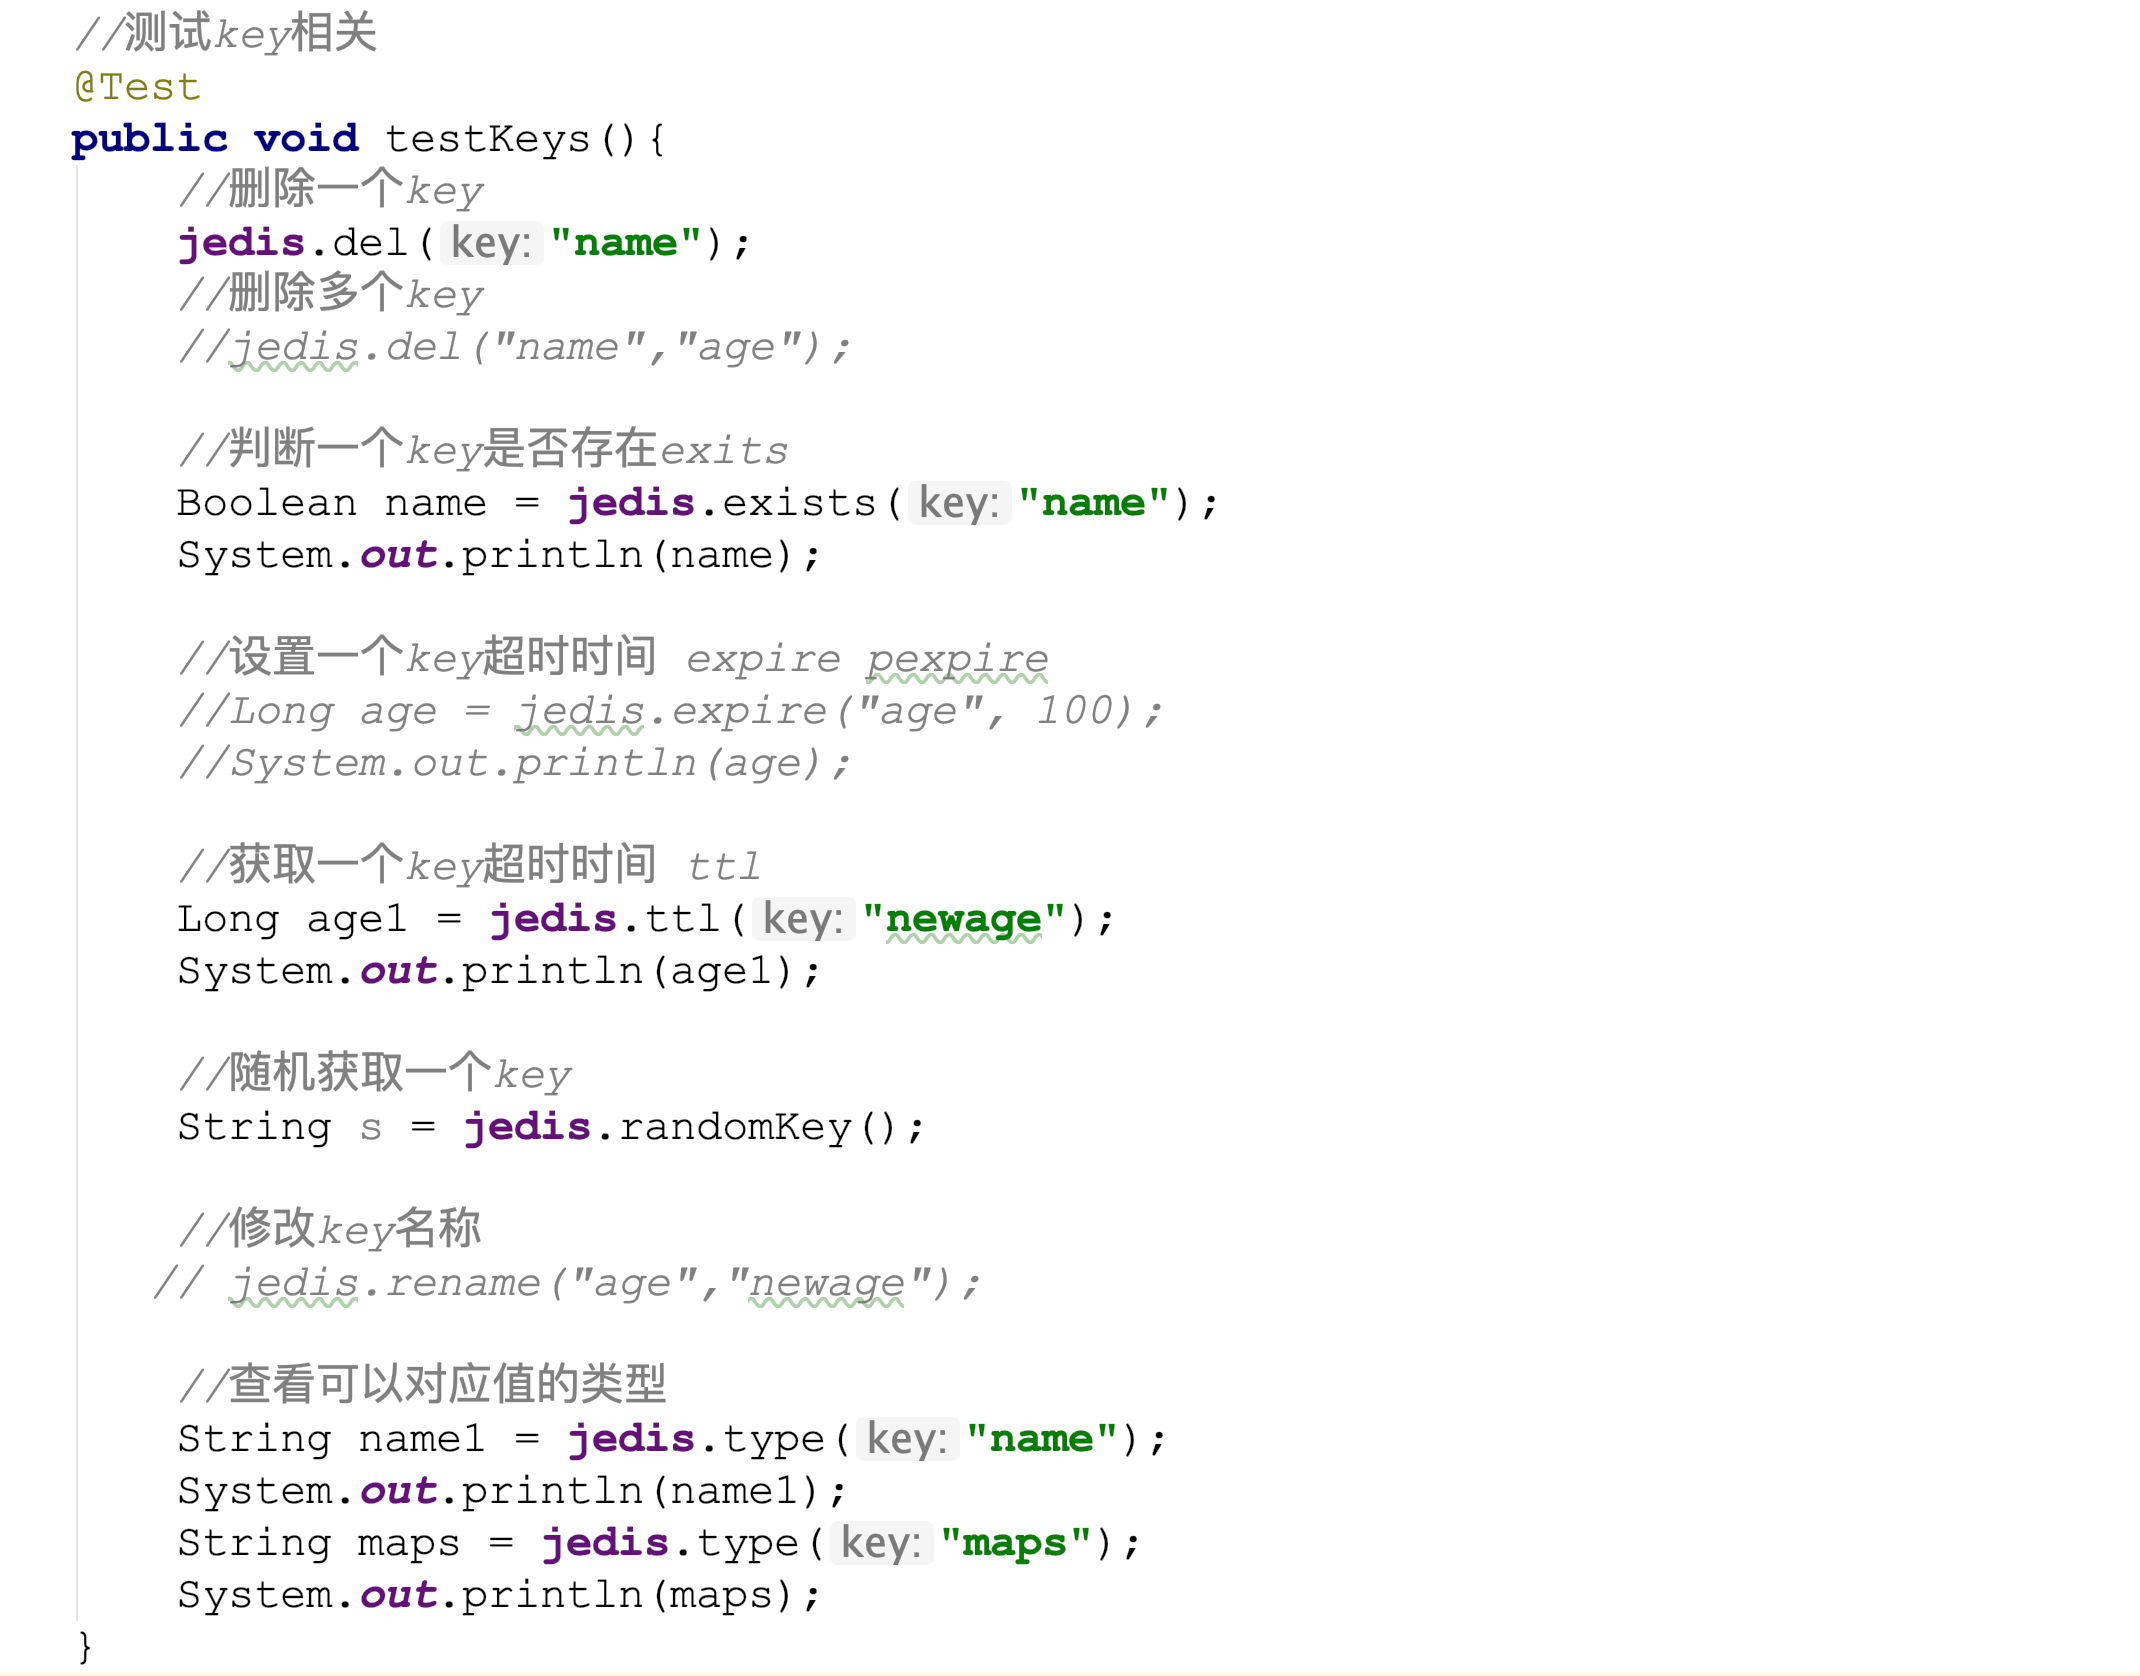 //测试key相关
@Test
public void testKeys(){
//删除一个key
jedis.del( key: "name");
//删除多个key
//jedis.del("name","age");
//判断一个key是否存在exits
Boolean name = jedis.exists( key: "name");
System.out.println(name);
//设置一个key超时时间 expire pexpire
//Long age = jedis.expire("age", 100);
//System.out.println(age);
//获取一个key超时时间 ttl
Long age1 = jedis.ttl( key: "newage");
System.out.println(age1);
//随机获取一个key
String s = jedis.randomKey();
//修改key名称
// jedis.rename("age","newage");
//查看可以对应值的类型
String name1 = jedis.type( key: "name");
System.out.println(name1);
String maps = jedis.type( key: "maps");
System.out.println(maps);
}